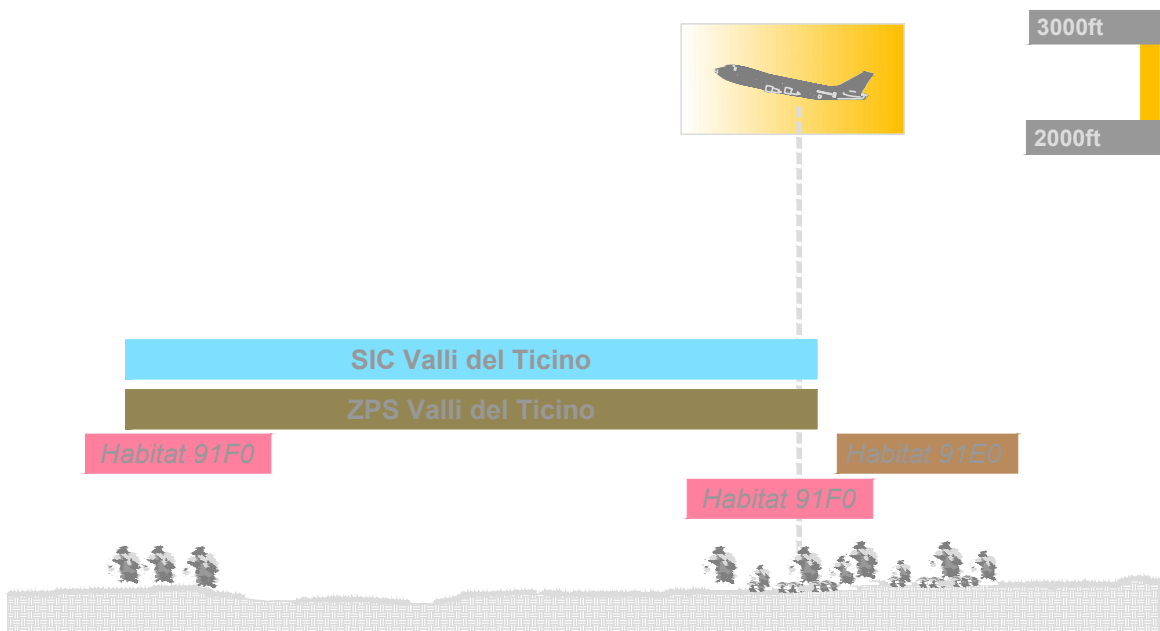 3000ft
2000ft
SIC Valli del Ticino
ZPS Valli del Ticino
Habitat 91F0
Habitat 91E0
Habitat 91F0